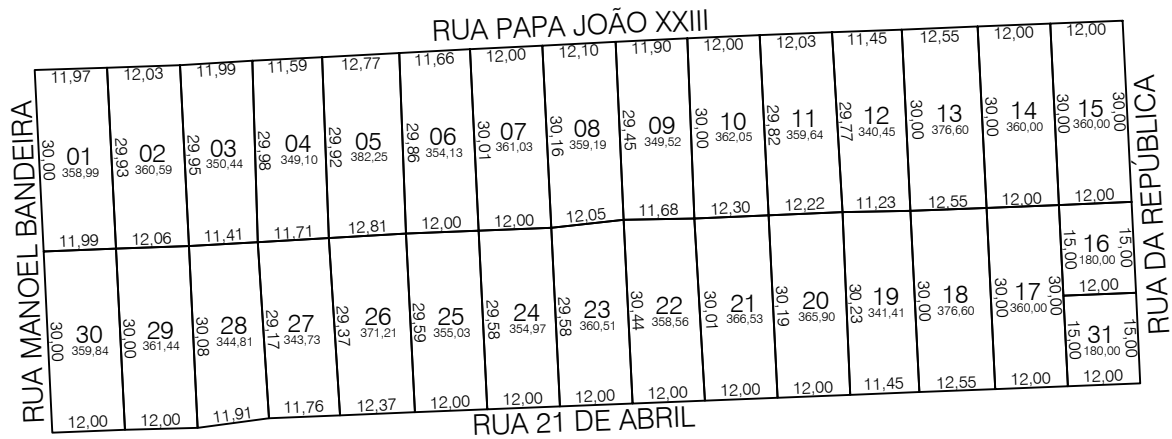 RUA PAPA JOÃO XXIII
11,97 12,03 11,99 11,59 12,77 11,66 12,00 12,10 11,90 12,00 12,03 11,45 12,55 12,00 12,00
RUA MANOEL BANDEIRA
30,00 01 358,99
29,93 02 360,59
29,95 03 350,44
29,98 04 349,10
29,92 05 382,25
29,86 06 354,13
30,01 07 361,03
30,16 08 359,19
29,45 09 349,52
30,00 10 362,05
29,82 11 359,64
29,77 12 340,45
30,00 13 376,60
30,00 14 360,00
30,00 15 360,00 30,00
RUA DA REPÚBLICA
11,99 12,06 11,41 11,71 12,81 12,00 12,00 12,05 11,68 12,30 12,22 11,23 12,55 12,00 12,00
30,00 30 359,84
30,00 29 361,44
30,08 28 344,81
29,17 27 343,73
29,37 26 371,21
29,59 25 355,03
29,58 24 354,97
29,58 23 360,51
30,44 22 358,56
30,01 21 366,53
30,19 20 365,90
30,23 19 341,41
30,00 18 376,60
30,00 17 360,00 30,00
15,00 16 180,00 15,00
12,00
15,00 31 180,00 15,00
12,00 12,00 11,91 11,76 12,37 12,00 12,00 12,00 12,00 12,00 12,00 11,45 12,55 12,00 12,00
RUA 21 DE ABRIL